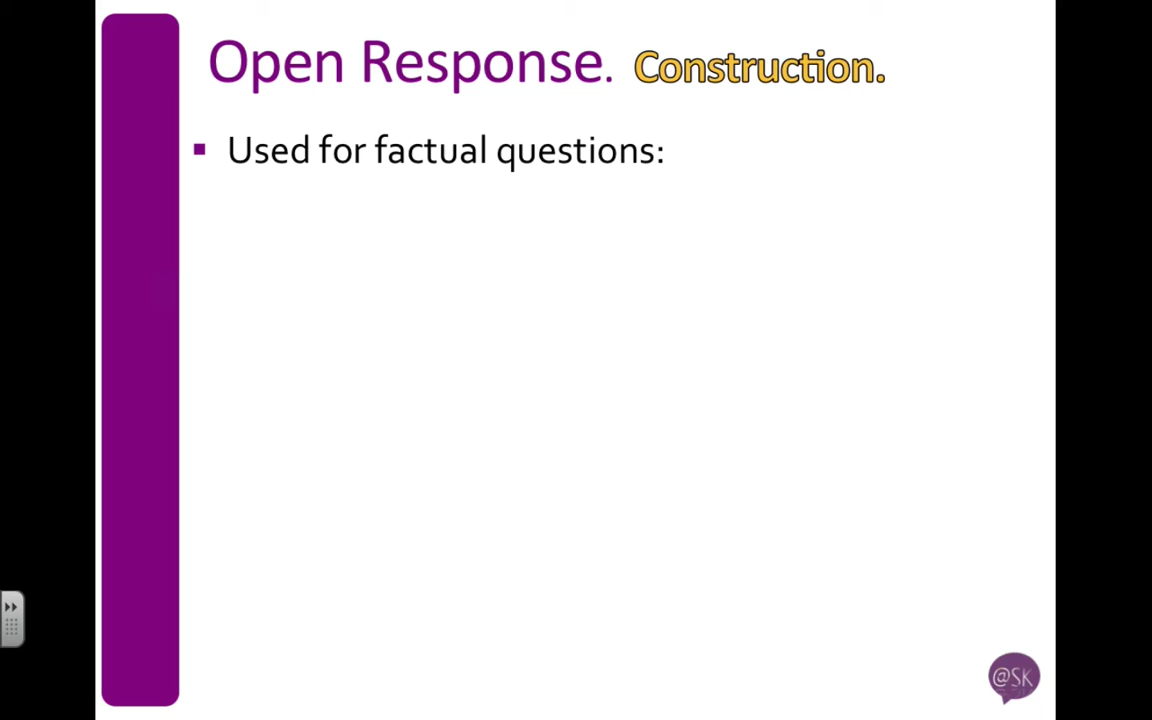 Open Response. Construction.
▪ Used for factual questions:
@SK